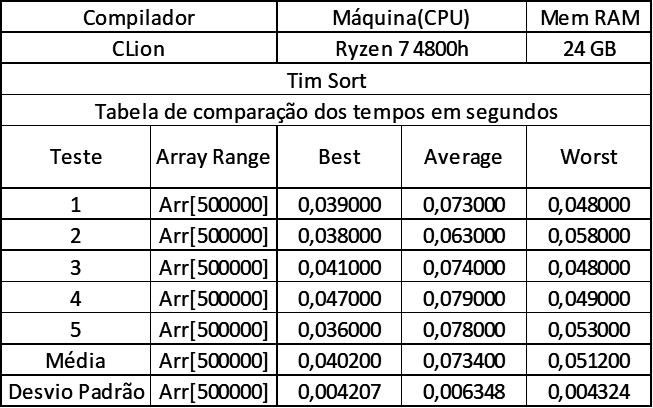 Compilador Máquina(CPU) Mem RAM
CLion Ryzen 7 4800h 24 GB
Tim Sort
Tabela de comparação dos tempos em segundos
Teste Array Range Best Average Worst
1 Arr[500000] 0,039000 0,073000 0,048000
2 Arr[500000] 0,038000 0,063000 0,058000
3 Arr[500000] 0,041000 0,074000 0,048000
4 Arr[500000] 0,047000 0,079000 0,049000
5 Arr[500000] 0,036000 0,078000 0,053000
Média Arr[500000] 0,040200 0,073400 0,051200
Desvio Padrão Arr[500000] 0,004207 0,006348 0,004324